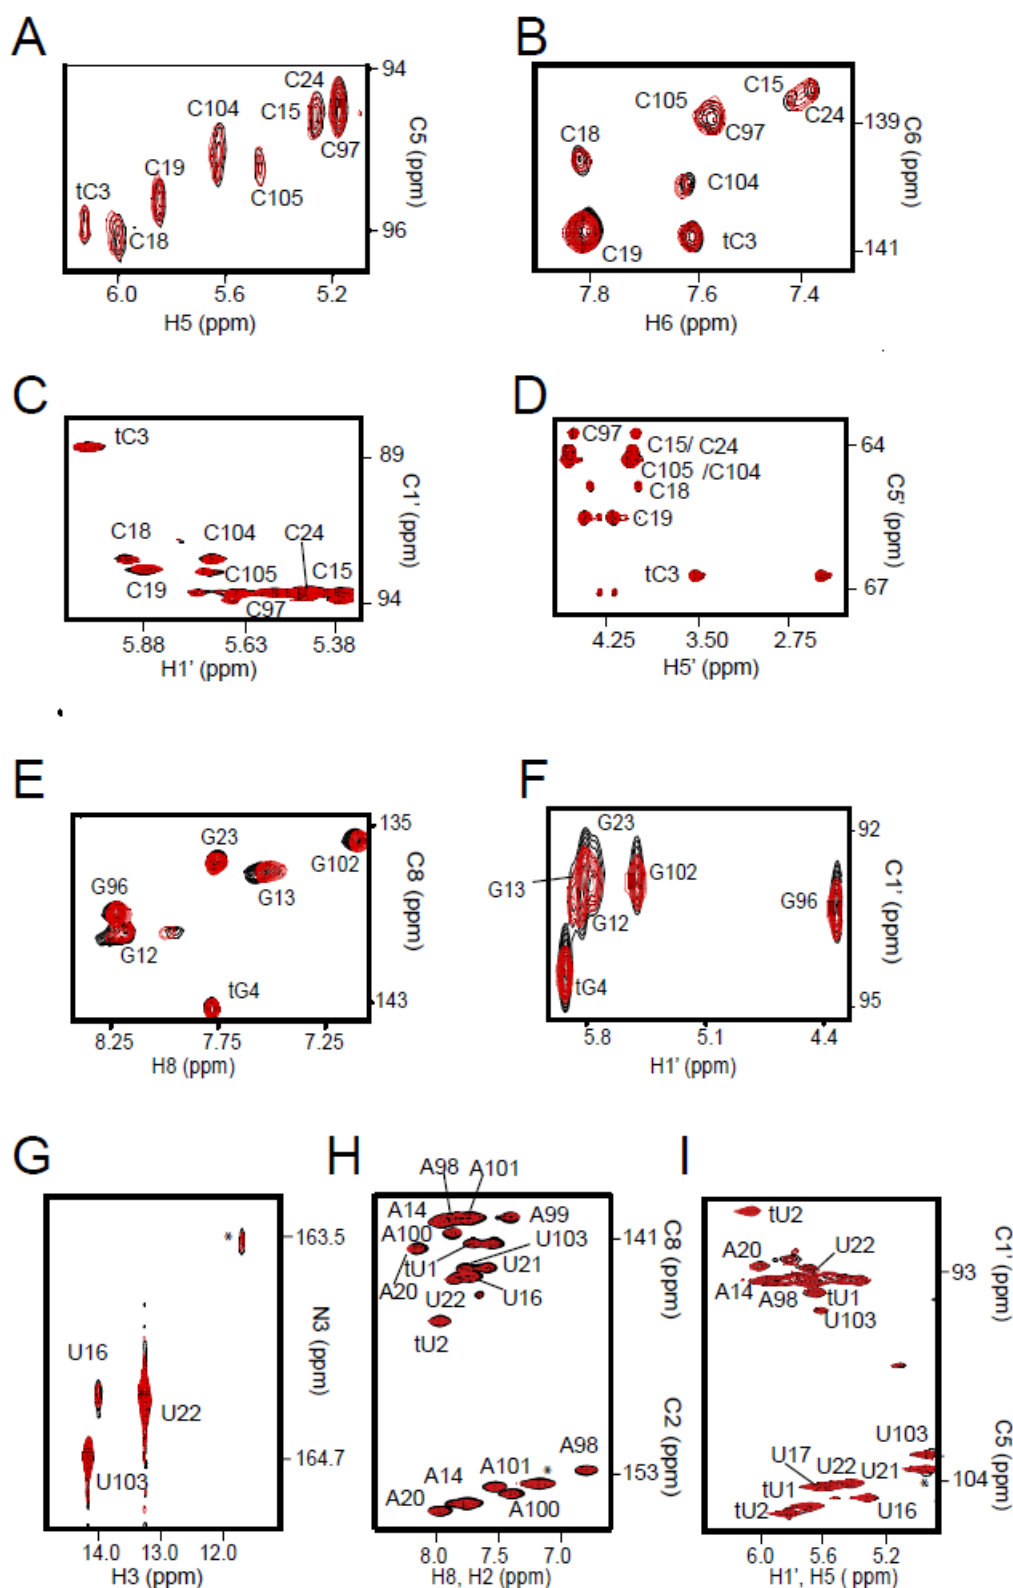 A
94
C24
C104
C15
C5 (ppm)
C19
C97
tC3
C105
C18
96
6.0 5.6 5.2
H5 (ppm)
B
C15
C105
139
C24
C97
C6 (ppm)
C18
C104
tC3
C19
141
7.8 7.6 7.4
H6 (ppm)
C
tC3
89
C1' (ppm)
C18 C104 C24
C19 C105 C15
C97
94
5.88 5.63 5.38
H1' (ppm)
D
C97
C15/ C24
64
C105 /C104
C18
C5' (ppm)
C19
tC3
67
4.25 3.50 2.75
H5' (ppm)
E
135
G23
G102
C8 (ppm)
G96
G13
G12
tG4
143
8.25 7.75 7.25
H8 (ppm)
F
G23
92
G13
G102
C1' (ppm)
G96
G12
tG4
95
5.8 5.1 4.4
H1' (ppm)
G
*
163.5
N3 (ppm)
U16
U22
164.7
U103
14.0 13.0 12.0
H3 (ppm)
H
A98 A101
A14 A99
A100
141
U103
C8 (ppm)
tU1
U21
A20
U22 U16
tU2
C2 (ppm)
A98
A101 *
153
A14
A20 A100
8.0 7.5 7.0
H8, H2 (ppm)
I
tU2
C1' (ppm)
A20 U22
93
A14 A98 tU1
U103
C5 (ppm)
U103
U17 U22 U21
104
tU1 *
tU2 U16
6.0 5.6 5.2
H1', H5 ( ppm)